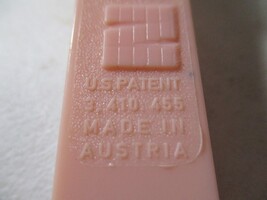 U.S. PATENT
3, 410, 455
MADE IN
AUSTRIA